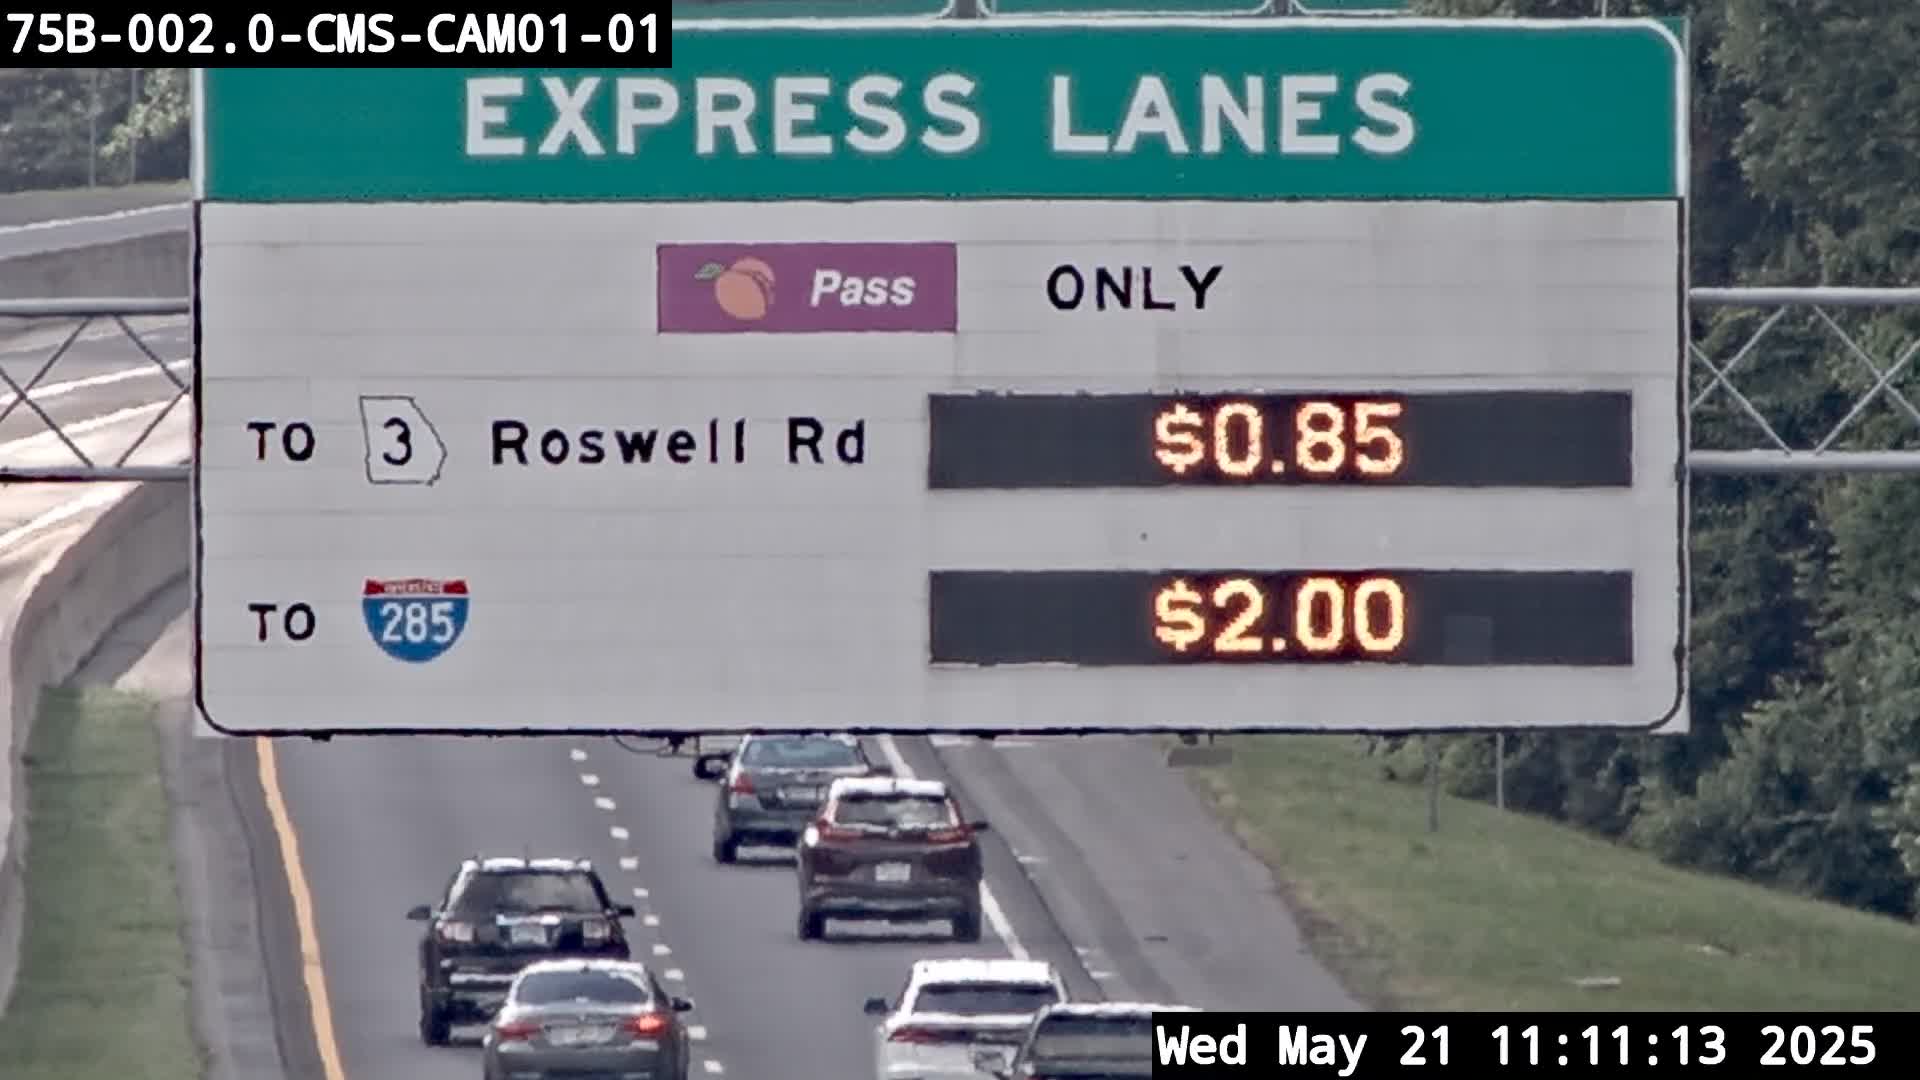 75B-002.0-CMS-CAM01-01
EXPRESS LANES
Pass ONLY
TO 3 Roswell Rd $0.85
TO INTERSTATE 285 $2.00
Wed May 21 11:11:13 2025